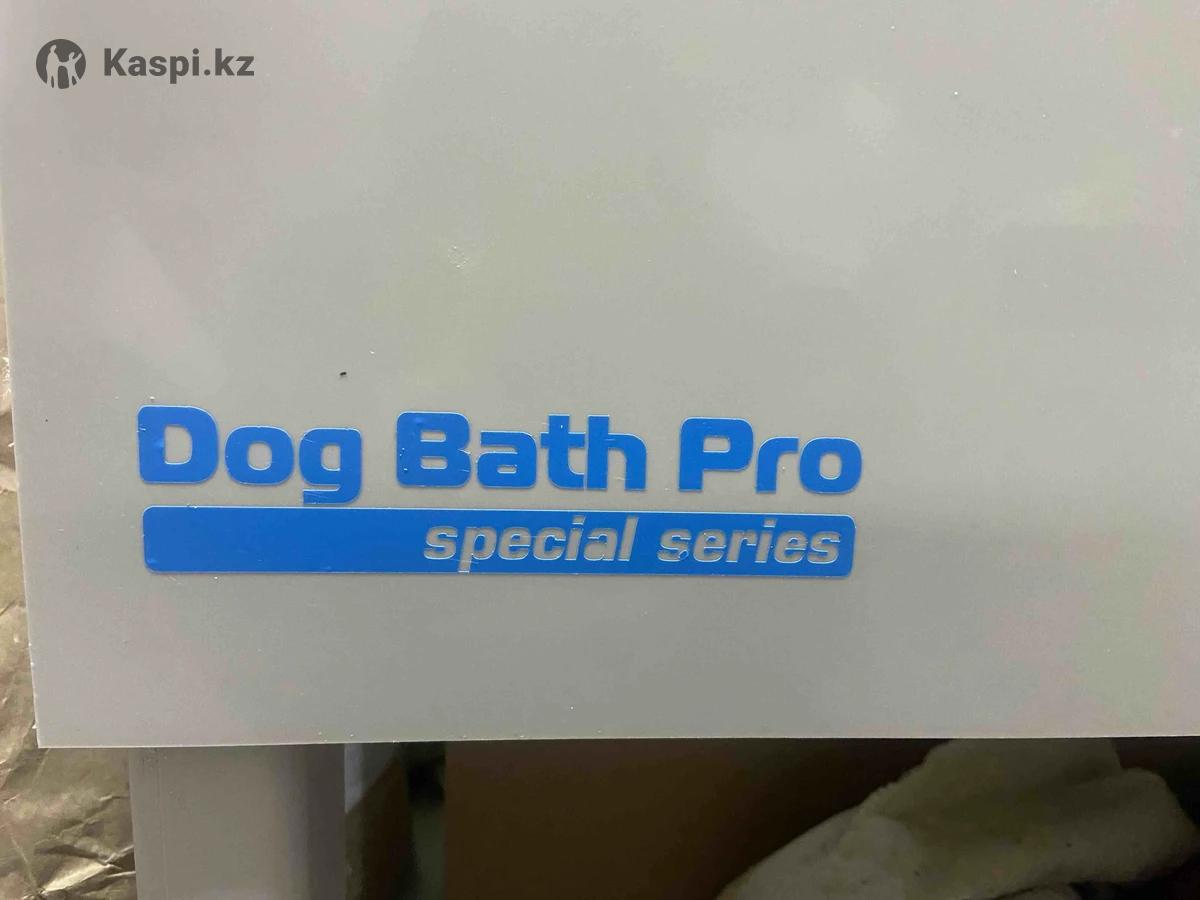 Kaspi.kz
Dog Bath Pro
special series